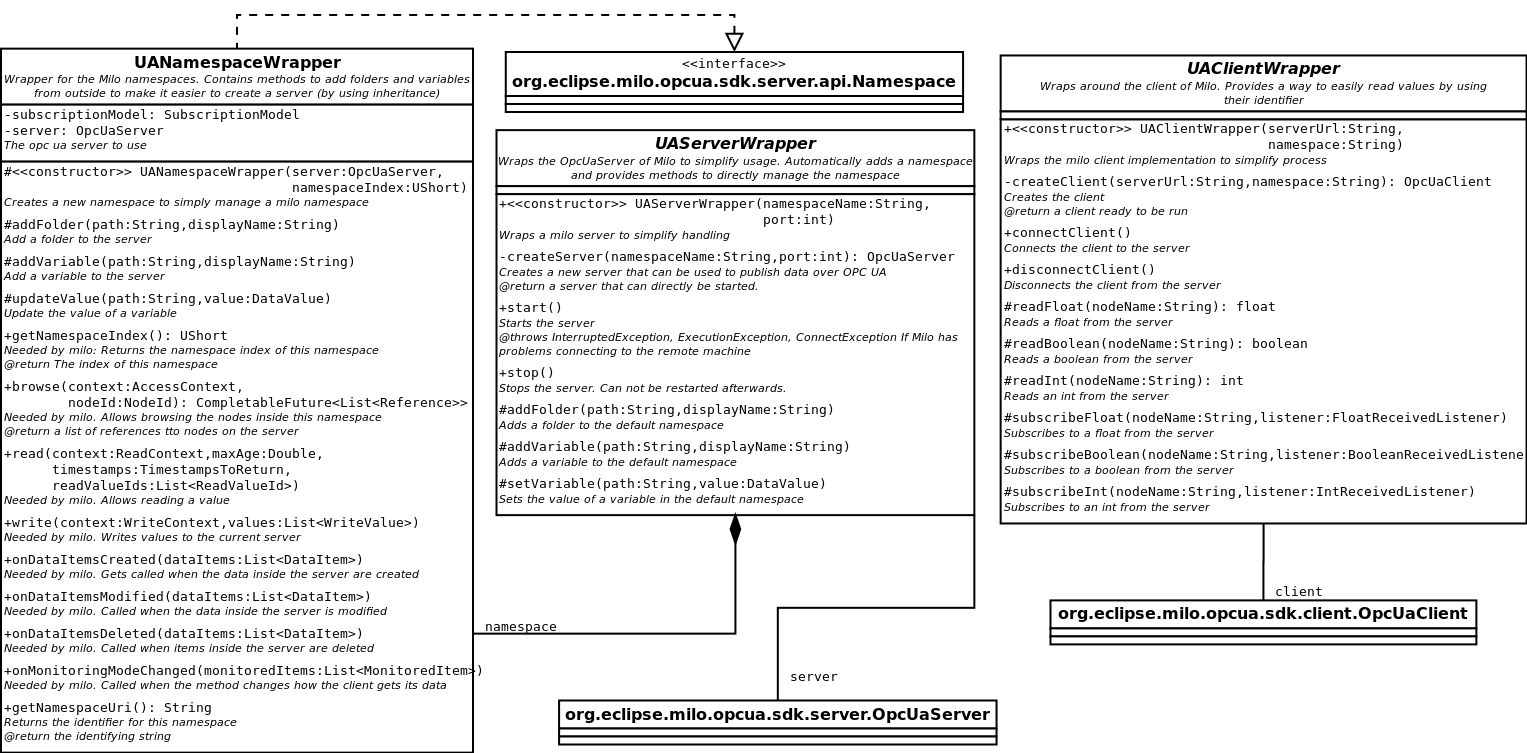 UANamespaceWrapper
Wrapper for the Milo namespaces. Contains methods to add folders and variables
from outside to make it easier to create a server (by using inheritance)
-subscriptionModel: SubscriptionModel
-server: OpcUaServer
The opc ua server to use
#<<constructor>> UANamespaceWrapper(server:OpcUaServer,
namespaceIndex:UShort)
Creates a new namespace to simply manage a milo namespace
#addFolder(path:String,displayName:String)
Add a folder to the server
#addVariable(path:String,displayName:String)
Add a variable to the server
#updateValue(path:String,value:DataValue)
Update the value of a variable
+getNamespaceIndex(): UShort
Needed by milo: Returns the namespace index of this namespace
@return The index of this namespace
+browse(context:AccessContext,
nodeId:NodeId): CompletableFuture<List<Reference>>
Needed by milo. Allows browsing the nodes inside this namespace
@return a list of references tto nodes on the server
+read(context:ReadContext,maxAge:Double,
timestamps:TimestampsToReturn,
readValueIds:List<ReadValueId>)
Needed by milo. Allows reading a value
+write(context:WriteContext,values:List<WriteValue>)
Needed by milo. Writes values to the current server
+onDataItemsCreated(dataItems:List<DataItem>)
Needed by milo. Gets called when the data inside the server are created
+onDataItemsModified(dataItems:List<DataItem>)
Needed by milo. Called when the data inside the server is modified
+onDataItemsDeleted(dataItems:List<DataItem>)
Needed by milo. Called when items inside the server are deleted
+onMonitoringModeChanged(monitoredItems:List<MonitoredItem>)
Needed by milo. Called when the method changes how the client gets its data
+getNamespaceUri(): String
Returns the identifier for this namespace
@return the identifying string
<<interface>>
org.eclipse.milo.opcua.sdk.server.api.Namespace
UAServerWrapper
Wraps the OpcUaServer of Milo to simplify usage. Automatically adds a namespace
and provides methods to directly manage the namespace
+<<constructor>> UAServerWrapper(namespaceName:String,
port:int)
Wraps a milo server to simplify handling
-createServer(namespaceName:String,port:int): OpcUaServer
Creates a new server that can be used to publish data over OPC UA
@return a server that can directly be started.
+start()
Starts the server
@throws InterruptedException, ExecutionException, ConnectException If Milo has
problems connecting to the remote machine
+stop()
Stops the server. Can not be restarted afterwards.
#addFolder(path:String,displayName:String)
Adds a folder to the default namespace
#addVariable(path:String,displayName:String)
Adds a variable to the default namespace
#setVariable(path:String,value:DataValue)
Sets the value of a variable in the default namespace
namespace
server
org.eclipse.milo.opcua.sdk.server.OpcUaServer
UAClientWrapper
Wraps around the client of Milo. Provides a way to easily read values by using
their identifier
+<<constructor>> UAClientWrapper(serverUrl:String,
namespace:String)
Wraps the milo client implementation to simplify process
-createClient(serverUrl:String,namespace:String): OpcUaClient
Creates the client
@return a client ready to be run
+connectClient()
Connects the client to the server
+disconnectClient()
Disconnects the client from the server
#readFloat(nodeName:String): float
Reads a float from the server
#readBoolean(nodeName:String): boolean
Reads a boolean from the server
#readInt(nodeName:String): int
Reads an int from the server
#subscribeFloat(nodeName:String,listener:FloatReceivedListener)
Subscribes to a float from the server
#subscribeBoolean(nodeName:String,listener:BooleanReceivedListene
Subscribes to a boolean from the server
#subscribeInt(nodeName:String,listener:IntReceivedListener)
Subscribes to an int from the server
client
org.eclipse.milo.opcua.sdk.client.OpcUaClient